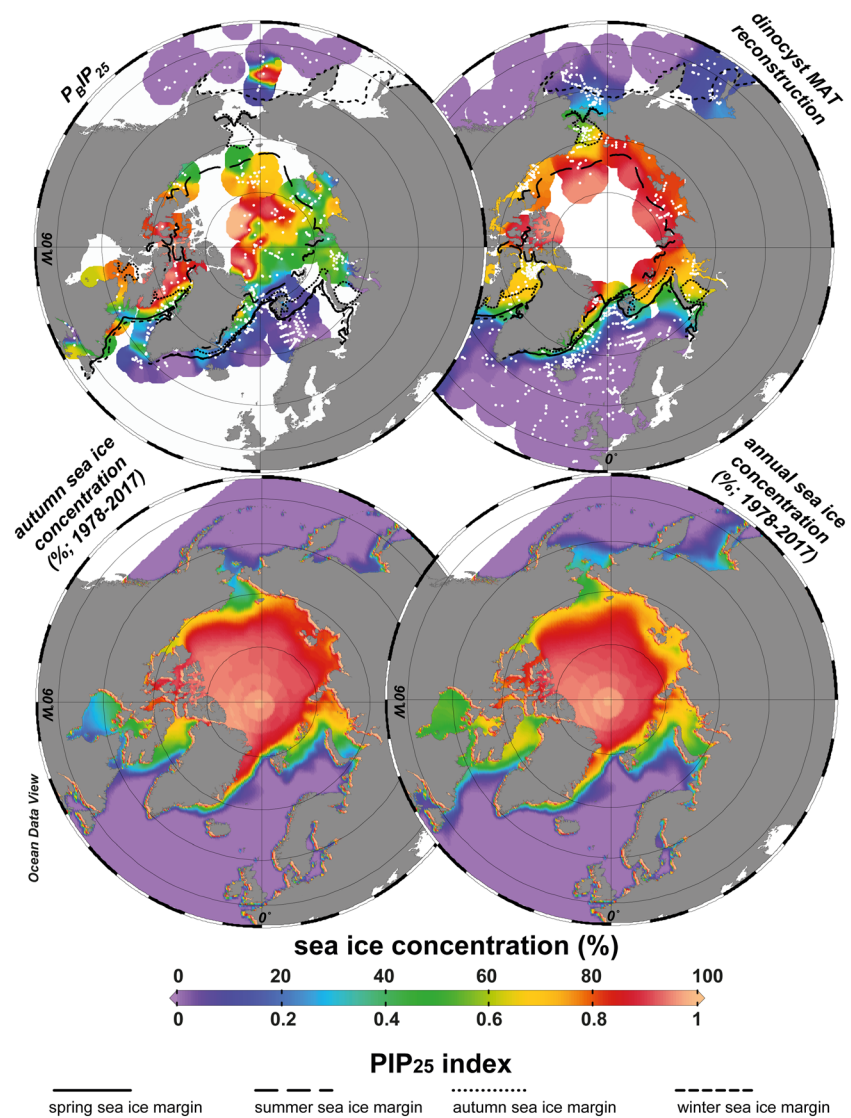 P_BIP_25
dinocyst MAT
reconstruction
90°W
0°
autumn sea ice
concentration
(%; 1978-2017)
annual sea ice
concentration
(%; 1978-2017)
90°W
90°W
Ocean Data View
0°
0°
sea ice concentration (%)
0 20 40 60 80 100
0 0.2 0.4 0.6 0.8 1
PIP₂₅ index
spring sea ice margin
summer sea ice margin
autumn sea ice margin
winter sea ice margin